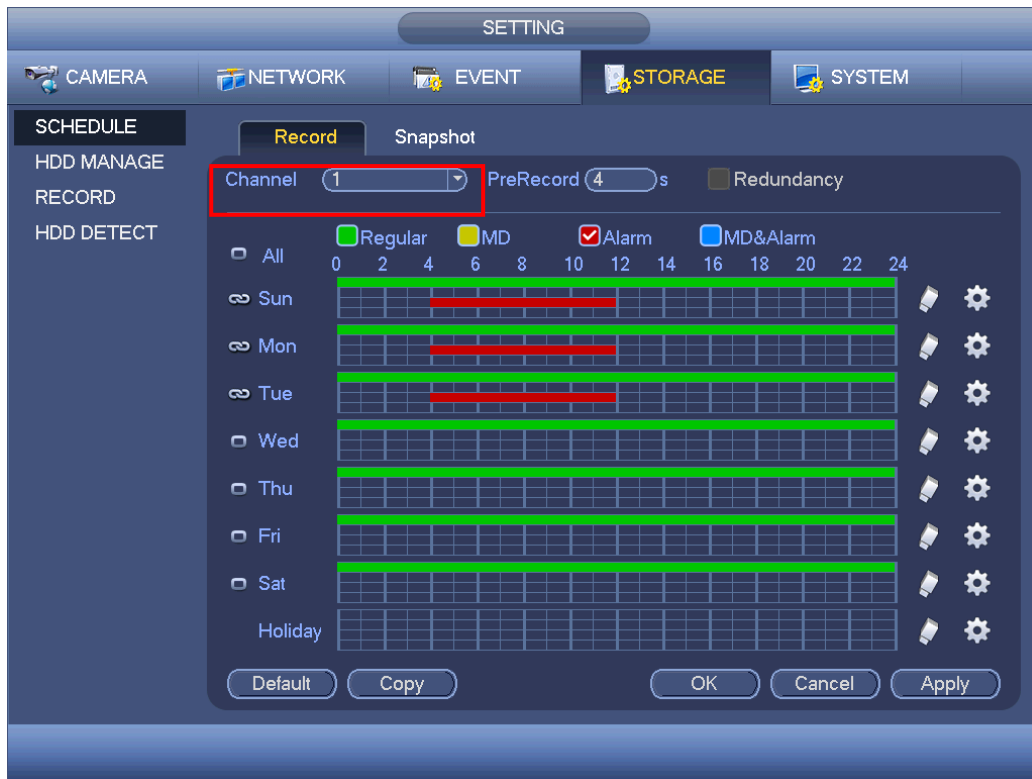 SETTING
CAMERA NETWORK EVENT STORAGE SYSTEM
SCHEDULE
HDD MANAGE
RECORD
HDD DETECT
Record Snapshot
Channel 1 PreRecord 4 s Redundancy
All Regular MD Alarm MD&Alarm
0 2 4 6 8 10 12 14 16 18 20 22 24
Sun
Mon
Tue
Wed
Thu
Fri
Sat
Holiday
Default Copy OK Cancel Apply